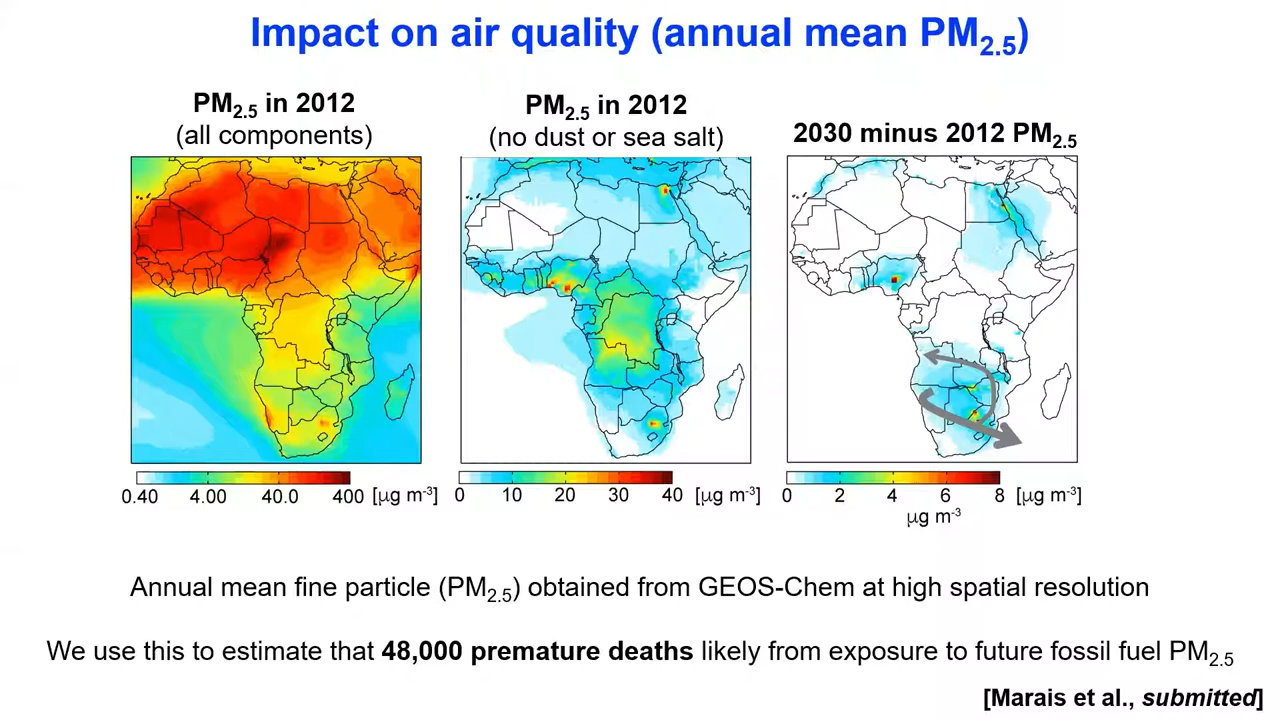 Impact on air quality (annual mean PM2.5)
PM2.5 in 2012
(all components)
PM2.5 in 2012
(no dust or sea salt)
2030 minus 2012 PM2.5
0.40 4.00 40.0 400 [μg m-3]
0 10 20 30 40 [μg m-3]
0 2 4 6 8 [μg m-3]
μg m-3
Annual mean fine particle (PM2.5) obtained from GEOS-Chem at high spatial resolution
We use this to estimate that 48,000 premature deaths likely from exposure to future fossil fuel PM2.5
[Marais et al., submitted]